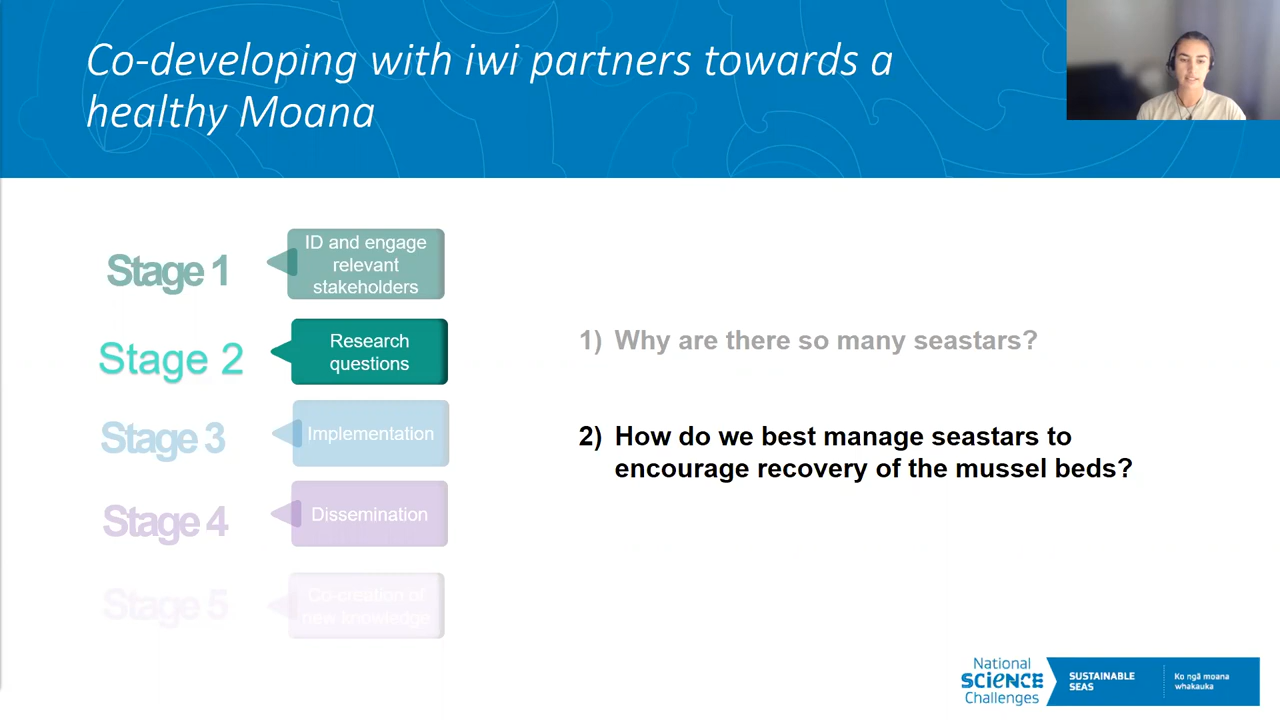 Co-developing with iwi partners towards a
healthy Moana
Stage 1
ID and engage
relevant
stakeholders
Stage 2
Research
questions
Stage 3
Implementation
Stage 4
Dissemination
Stage 5
Co-creation of
new knowledge
1) Why are there so many seastars?
2) How do we best manage seastars to
encourage recovery of the mussel beds?
National
SCIENCE
Challenges
SUSTAINABLE
SEAS
Ko ngā moana
whakauka